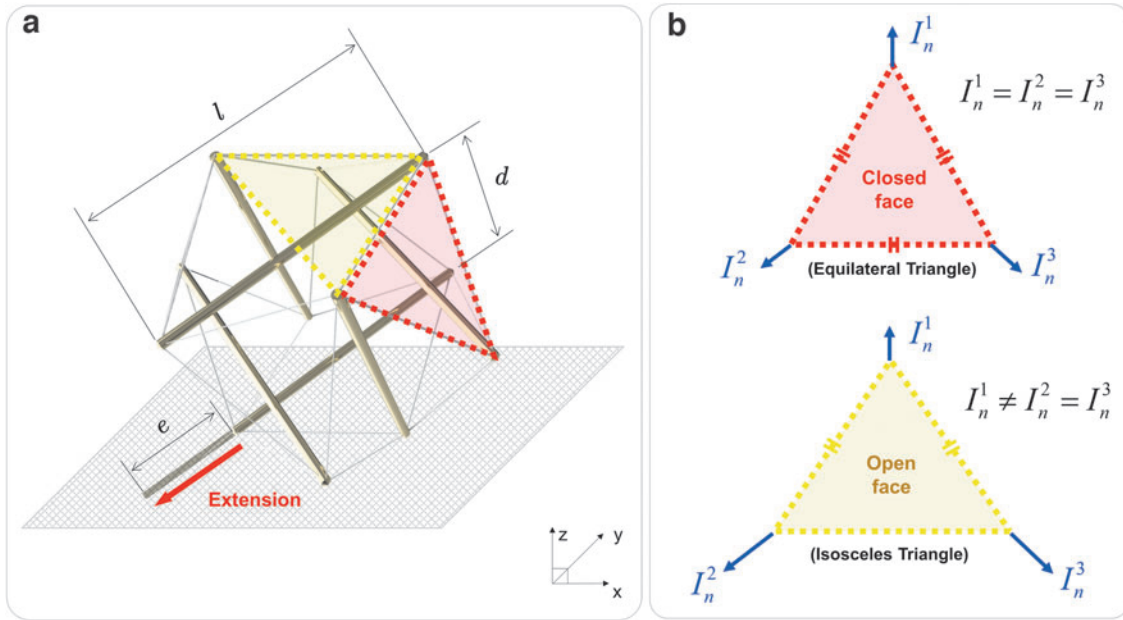 a
l
d
e
Extension
z
y
x
b
I_n^1
I_n^1 = I_n^2 = I_n^3
Closed
face
I_n^2
(Equilateral Triangle)
I_n^3
I_n^1
I_n^1 ≠ I_n^2 = I_n^3
Open
face
(Isosceles Triangle)
I_n^2
I_n^3